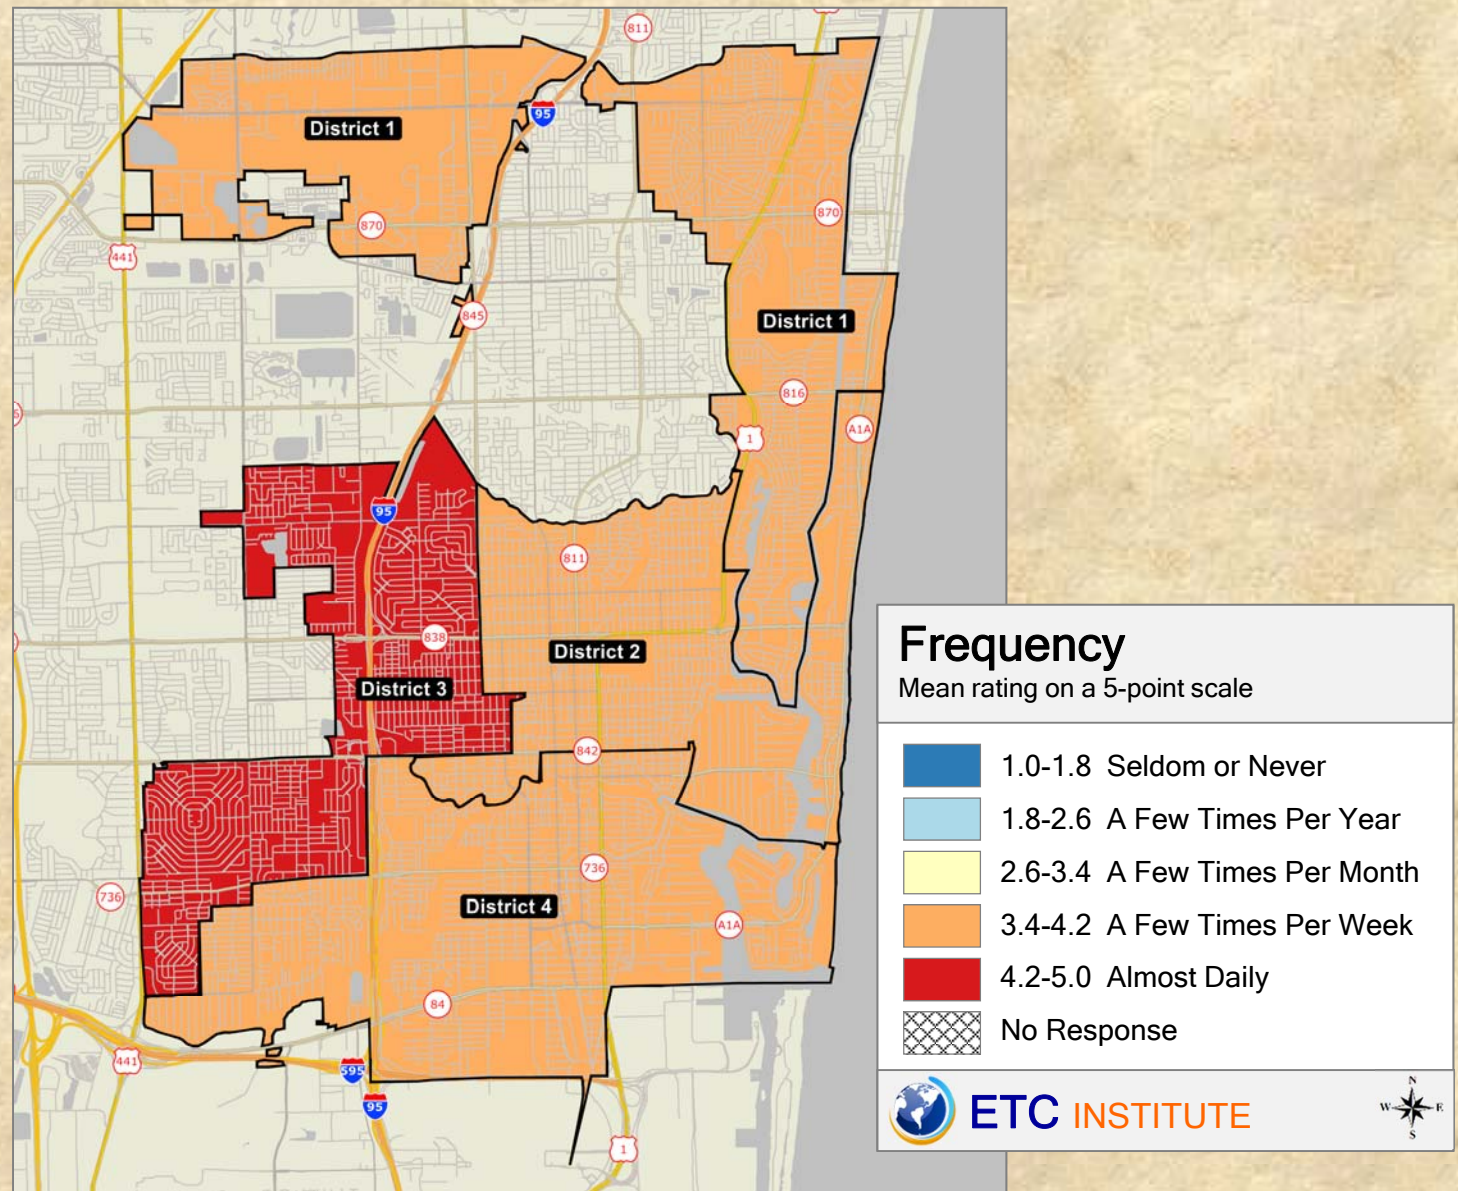 811
95
District 1
870
870
441
845
District 1
816
A1A
1
95
811
838
District 2
District 3
842
736
736
District 4
A1A
84
441
595
95
1
Frequency
Mean rating on a 5-point scale
1.0-1.8 Seldom or Never
1.8-2.6 A Few Times Per Year
2.6-3.4 A Few Times Per Month
3.4-4.2 A Few Times Per Week
4.2-5.0 Almost Daily
No Response
ETC INSTITUTE
N
W E
S